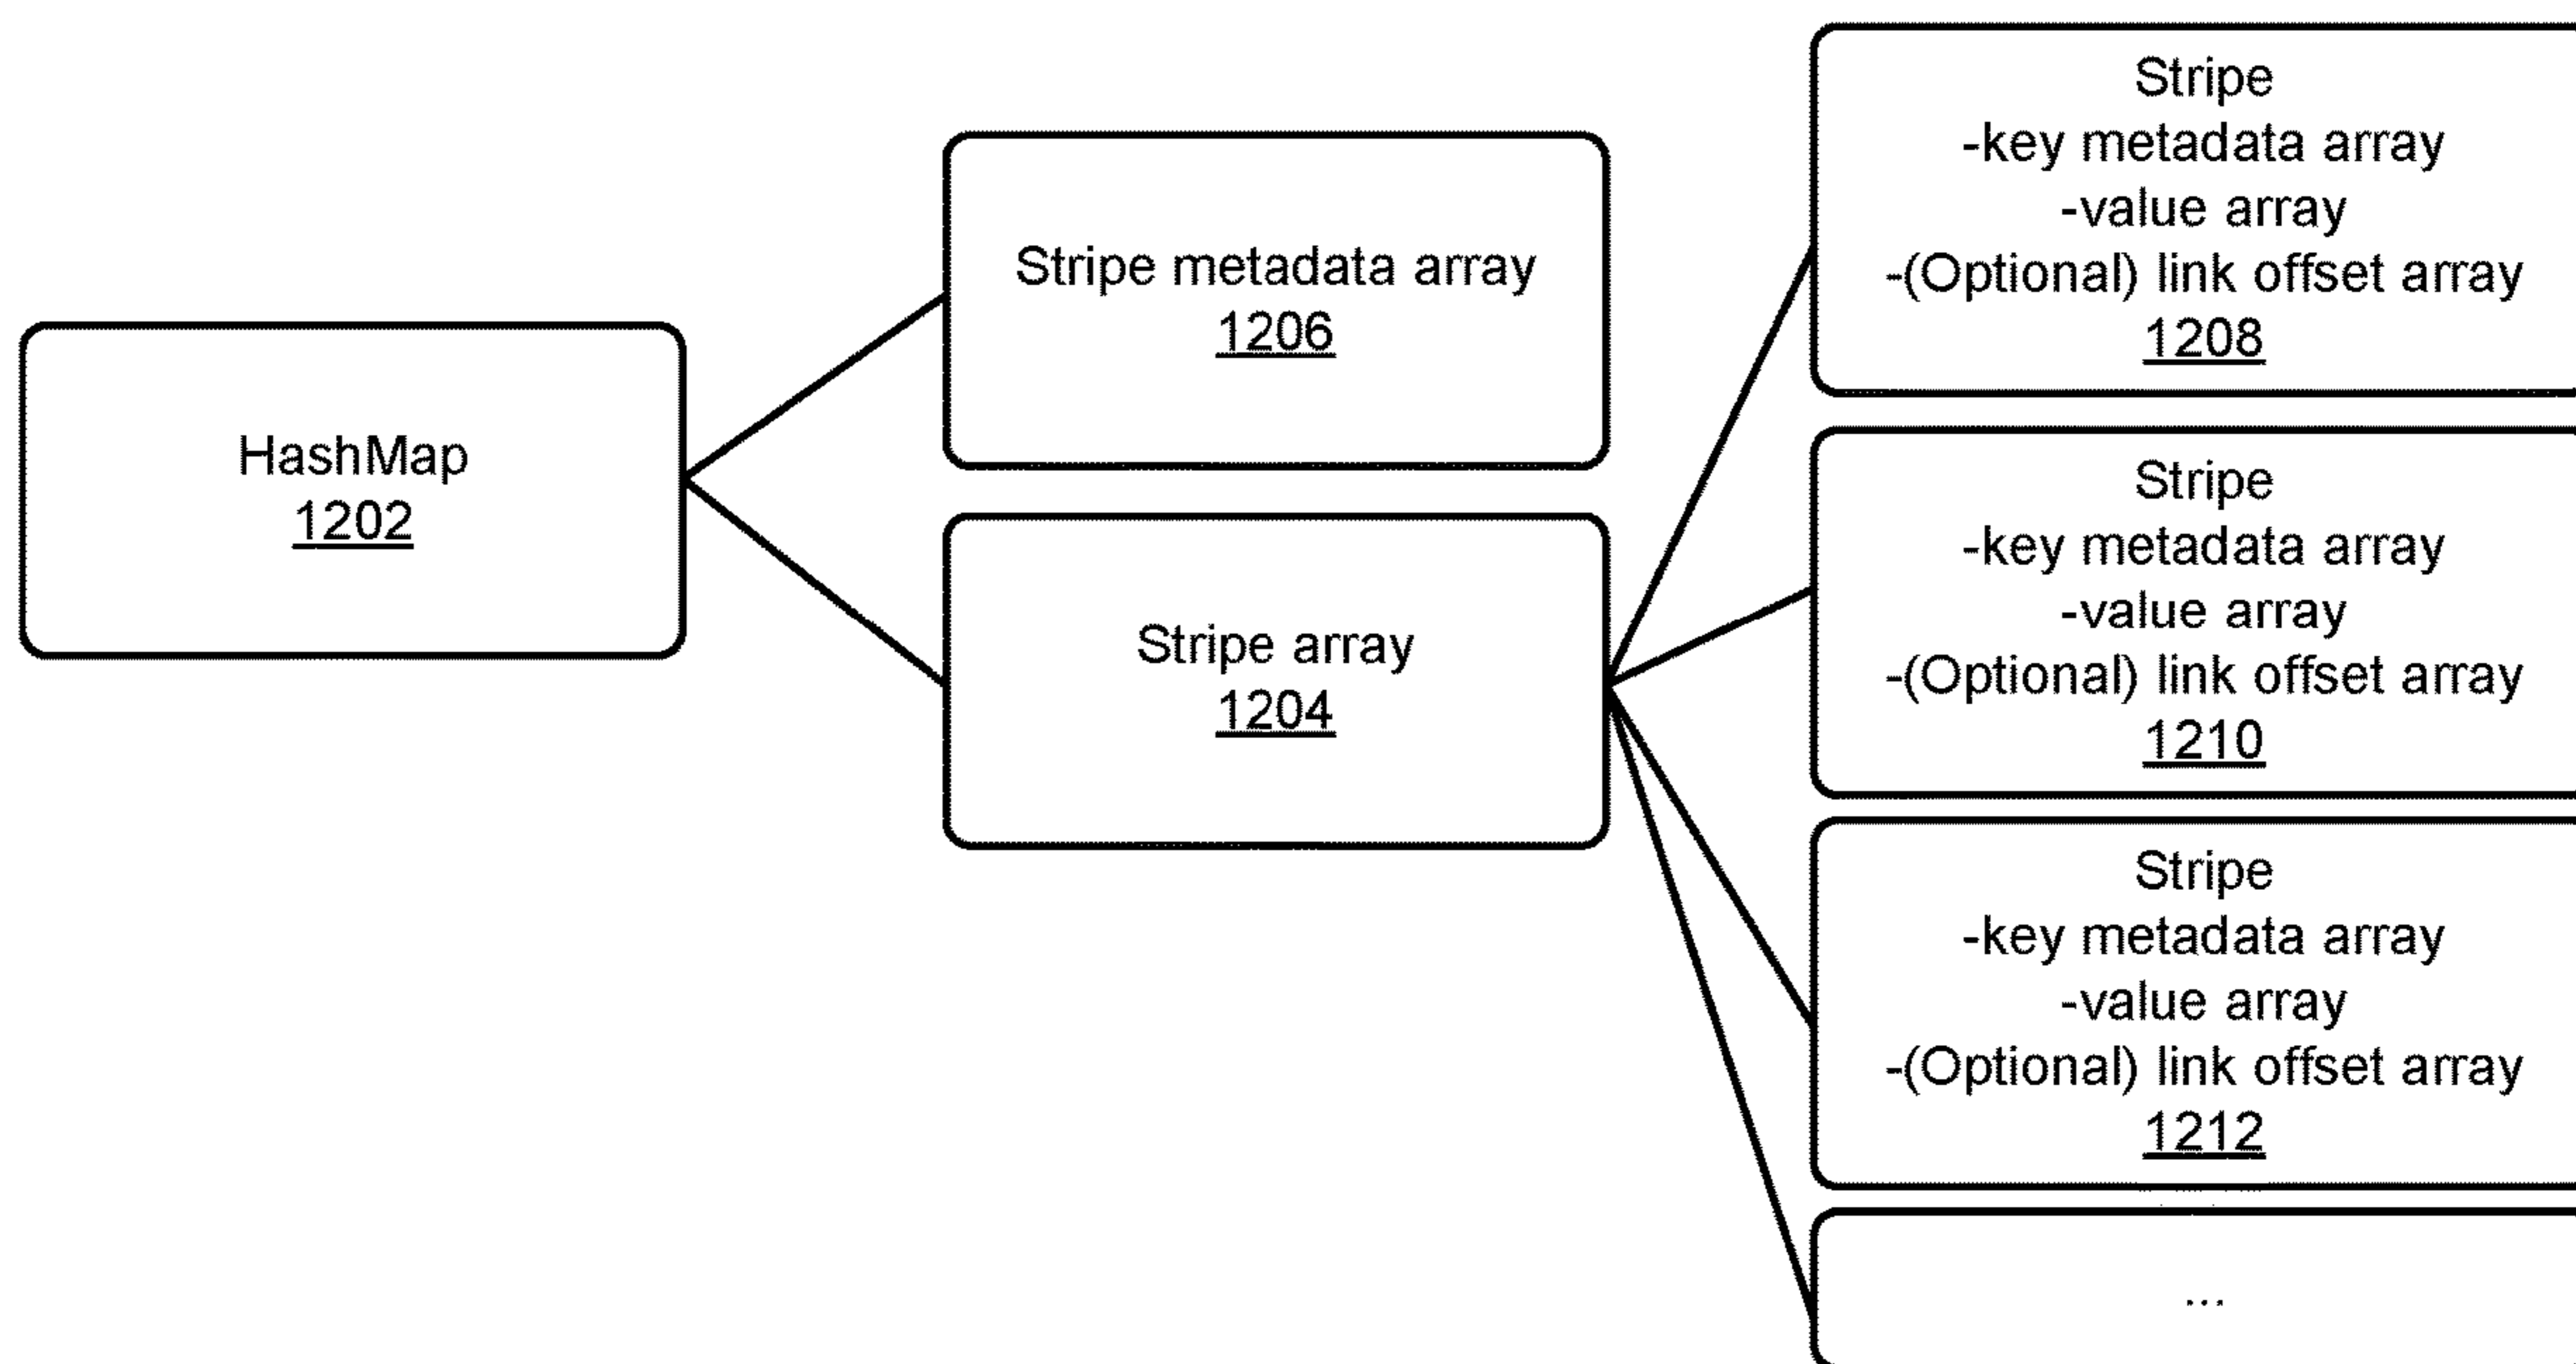 HashMap
1202
Stripe metadata array
1206
Stripe array
1204
Stripe
-key metadata array
-value array
-(Optional) link offset array
1208
Stripe
-key metadata array
-value array
-(Optional) link offset array
1210
Stripe
-key metadata array
-value array
-(Optional) link offset array
1212
...